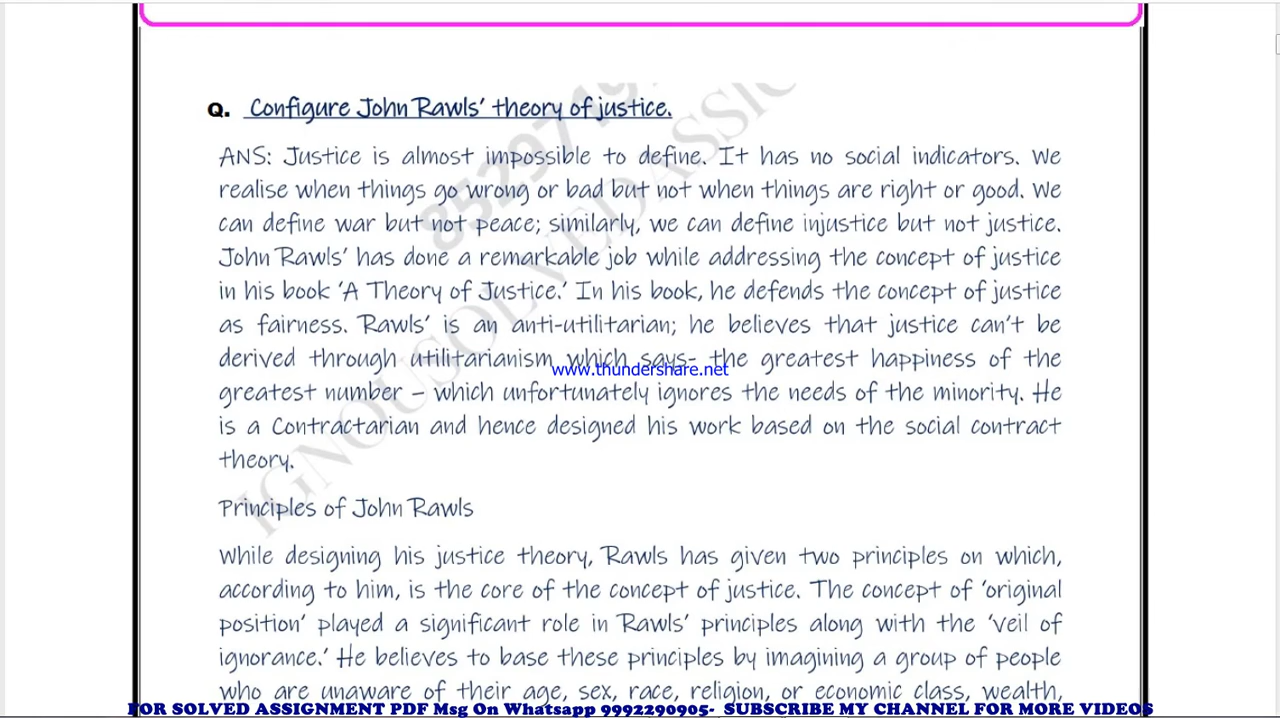 Q. Configure John Rawls' theory of justice.
ANS: Justice is almost impossible to define. It has no social indicators. We
realise when things go wrong or bad but not when things are right or good. We
can define war but not peace; similarly, we can define injustice but not justice.
John Rawls' has done a remarkable job while addressing the concept of justice
in his book 'A Theory of Justice.' In his book, he defends the concept of justice
as fairness. Rawls' is an anti-utilitarian; he believes that justice can't be
derived through utilitarianism which says- the greatest happiness of the
www.thundershare.net
greatest number – which unfortunately ignores the needs of the minority. He
is a Contractarian and hence designed his work based on the social contract
theory.
Principles of John Rawls
While designing his justice theory, Rawls has given two principles on which,
according to him, is the core of the concept of justice. The concept of 'original
position' played a significant role in Rawls' principles along with the 'veil of
ignorance.' He believes to base these principles by imagining a group of people
who are unaware of their age, sex, race, religion, or economic class, wealth,
FOR SOLVED ASSIGNMENT PDF Msg On Whatsapp 9992290905- SUBSCRIBE MY CHANNEL FOR MORE VIDEOS